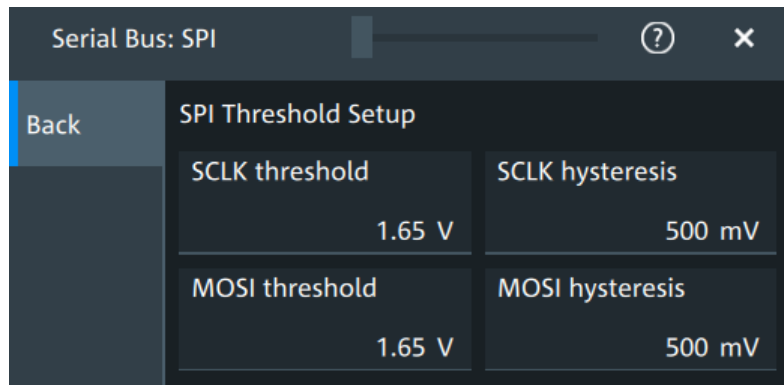 Serial Bus: SPI
?
Back
SPI Threshold Setup
SCLK threshold
1.65 V
SCLK hysteresis
500 mV
MOSI threshold
1.65 V
MOSI hysteresis
500 mV